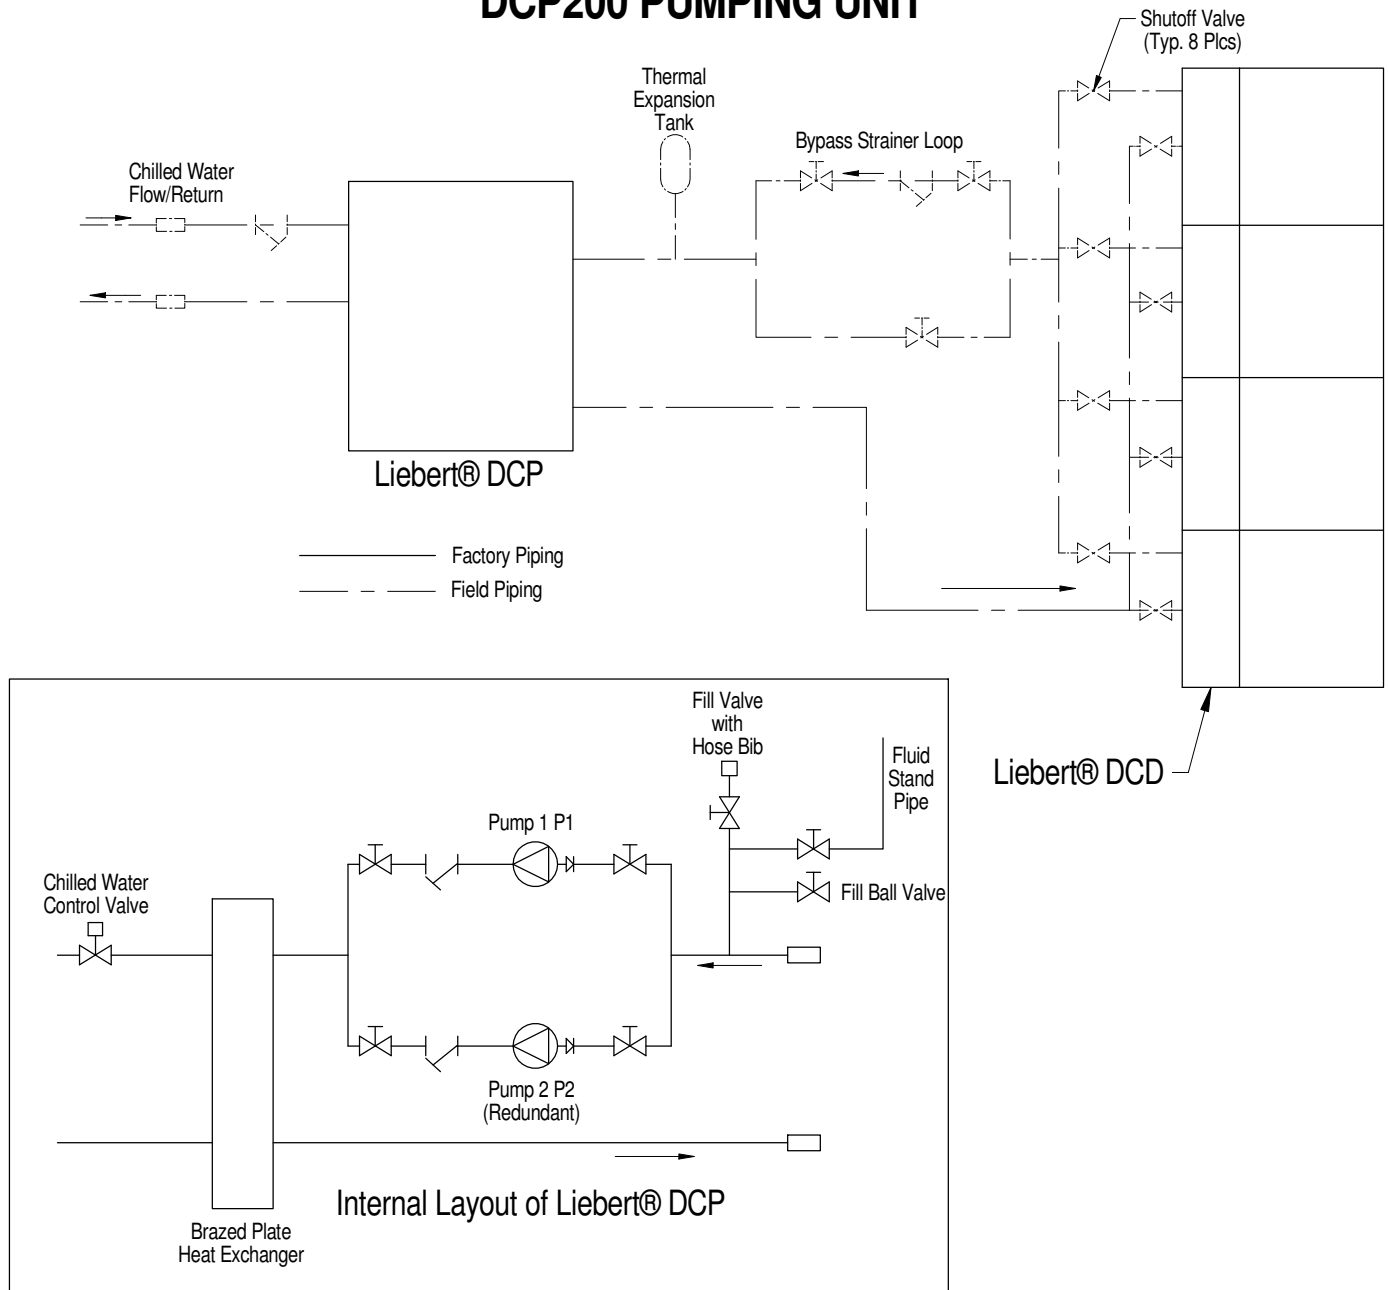 DCP200 PUMPING UNIT
Shutoff Valve
(Typ. 8 Plcs)
Thermal
Expansion
Tank
Bypass Strainer Loop
Chilled Water
Flow/Return
Liebert® DCP
Factory Piping
Field Piping
Liebert® DCD
Fill Valve
with
Hose Bib
Fluid
Stand
Pipe
Pump 1 P1
Chilled Water
Control Valve
Fill Ball Valve
Pump 2 P2
(Redundant)
Internal Layout of Liebert® DCP
Brazed Plate
Heat Exchanger